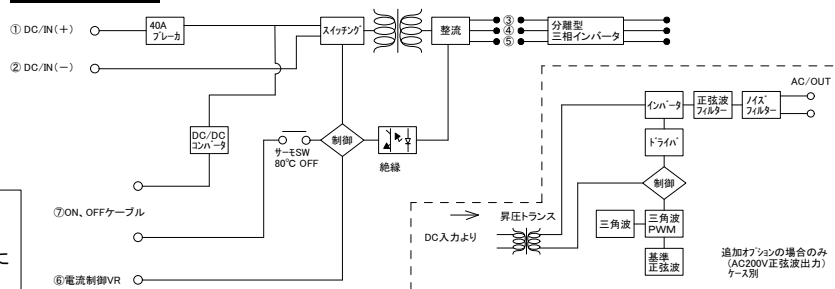 ① DC/IN(+)
40A
ブレーカ
スイッチング
整流
③
④
⑤
分離型
三相インバータ
② DC/IN(−)
AC/OUT
インバータ
正弦波
フィルター
ノイズ
フィルター
DC/DC
コンバータ
サーモSW
80℃ OFF
制御
絶縁
ドライバ
制御
⑦ON、OFFケーブル
昇圧トランス
DC入力より
三角波
三角波
PWM
基準
正弦波
に
⑥電流制御VR
追加オプションの場合のみ
(AC200V正弦波出力)
ケース別